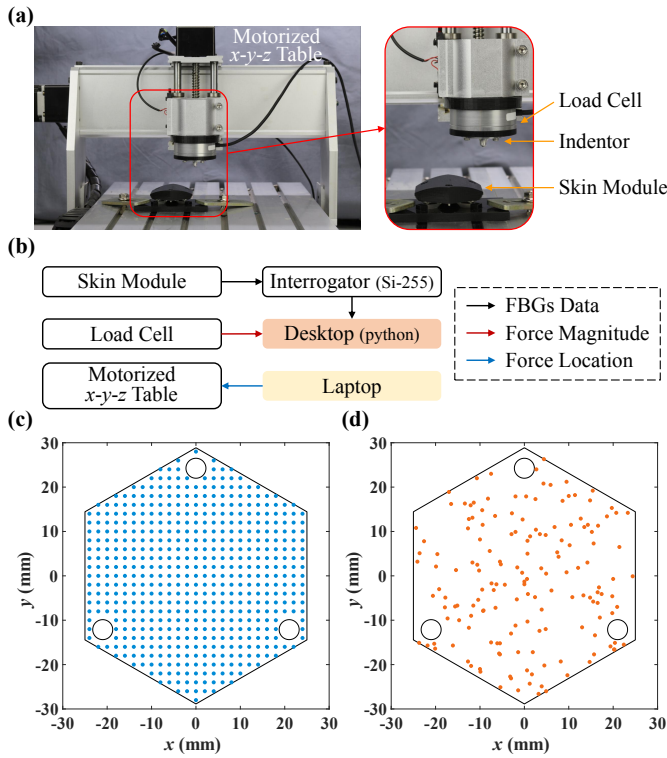 (a)
Motorized
x-y-z Table
Load Cell
Indentor
Skin Module
(b)
Skin Module
Interrogator (Si-255)
Load Cell
Desktop (python)
Motorized
x-y-z Table
Laptop
FBGs Data
Force Magnitude
Force Location
(c)
30
20
10
0
-10
-20
-30
y (mm)
-30 -20 -10 0 10 20 30
x (mm)
(d)
30
20
10
0
-10
-20
-30
y (mm)
-30 -20 -10 0 10 20 30
x (mm)